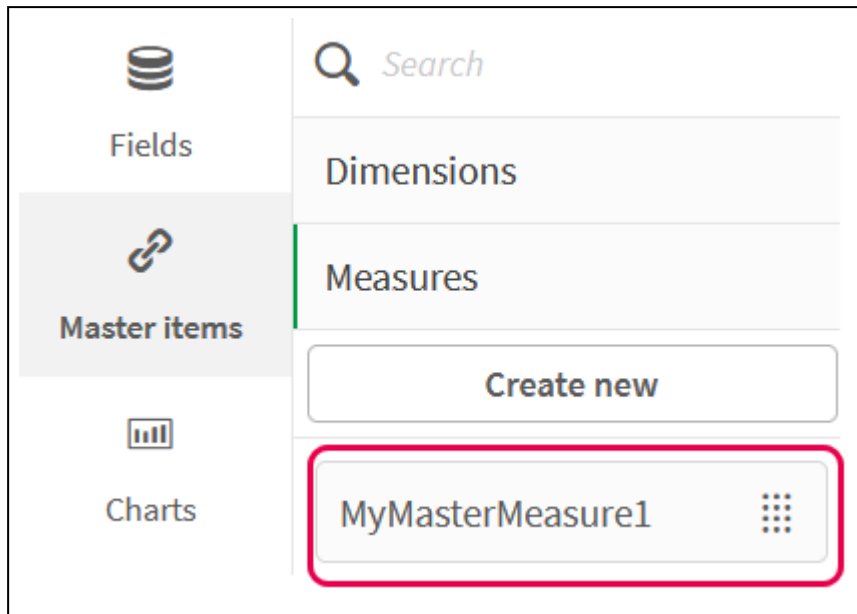 Fields
Master items
Charts
Search
Dimensions
Measures
Create new
MyMasterMeasure1